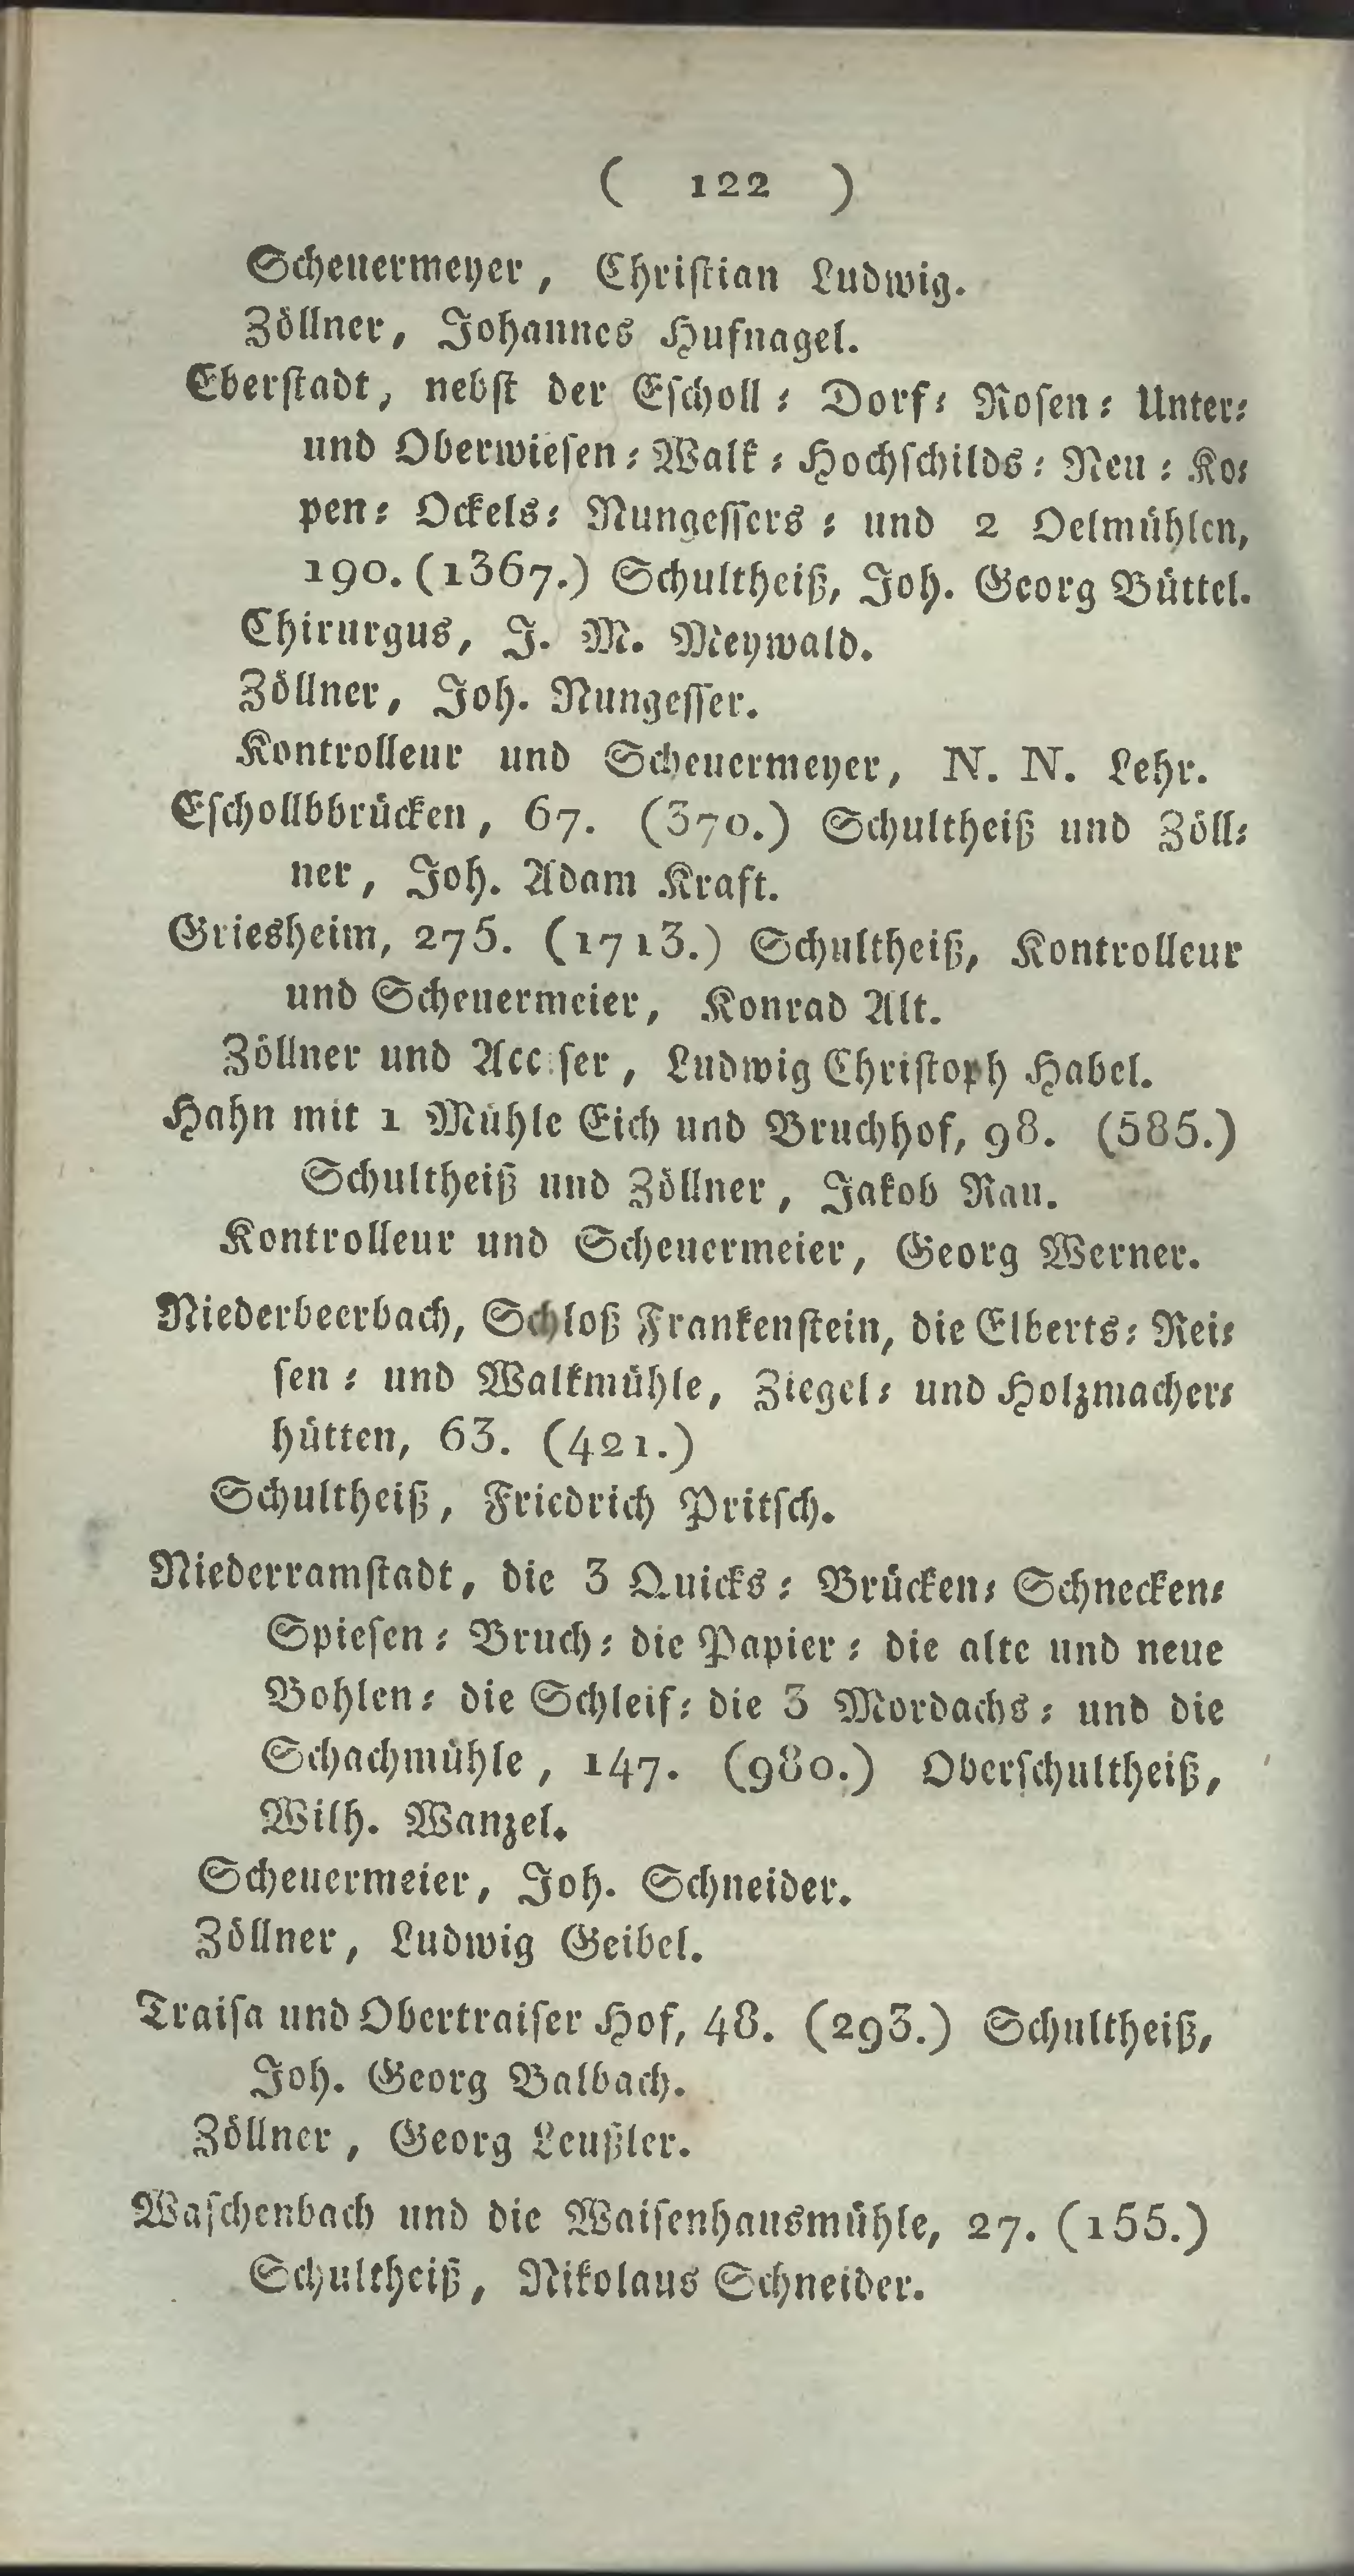 ( 122 )
Scheuermeyer, Christian Ludwig.
Zöllner, Johannes Hufnagel.
Eberstadt, nebst der Escholl- Dorf- Rosen- Unter-
und Oberwiesen- Walk- Hochschilds- Neu- Ko-
pen- Ockels- Nungessers- und 2 Oelmühlen,
190. (1367.) Schultheiß, Joh. Georg Büttel.
Chirurgus, J. M. Meywald.
Zöllner, Joh. Nungesser.
Kontrolleur und Scheuermeyer, N. N. Lehr.
Eschollbbrücken, 67. (370.) Schultheiß und Zöll-
ner, Joh. Adam Kraft.
Griesheim, 275. (1713.) Schultheiß, Kontrolleur
und Scheuermeier, Konrad Alt.
Zöllner und Acciser, Ludwig Christoph Habel.
Hahn mit 1 Mühle Eich und Bruchhof, 98. (585.)
Schultheiß und Zöllner, Jakob Rau.
Kontrolleur und Scheuermeier, Georg Werner.
Niederbeerbach, Schloß Frankenstein, die Elberts- Rei-
sen- und Walkmühle, Ziegel- und Holzmacher-
hütten, 63. (421.)
Schultheiß, Friedrich Pritsch.
Niederramstadt, die 3 Quicks- Brücken- Schnecken-
Spiesen- Bruch- die Papier- die alte und neue
Bohlen- die Schleif- die 3 Mordachs- und die
Schachmühle, 147. (980.) Oberschultheiß,
Wilh. Wanzel.
Scheuermeier, Joh. Schneider.
Zöllner, Ludwig Geibel.
Traisa und Obertraiser Hof, 48. (293.) Schultheiß,
Joh. Georg Balbach.
Zöllner, Georg Leußler.
Waschenbach und die Waisenhausmühle, 27. (155.)
Schultheiß, Nikolaus Schneider.